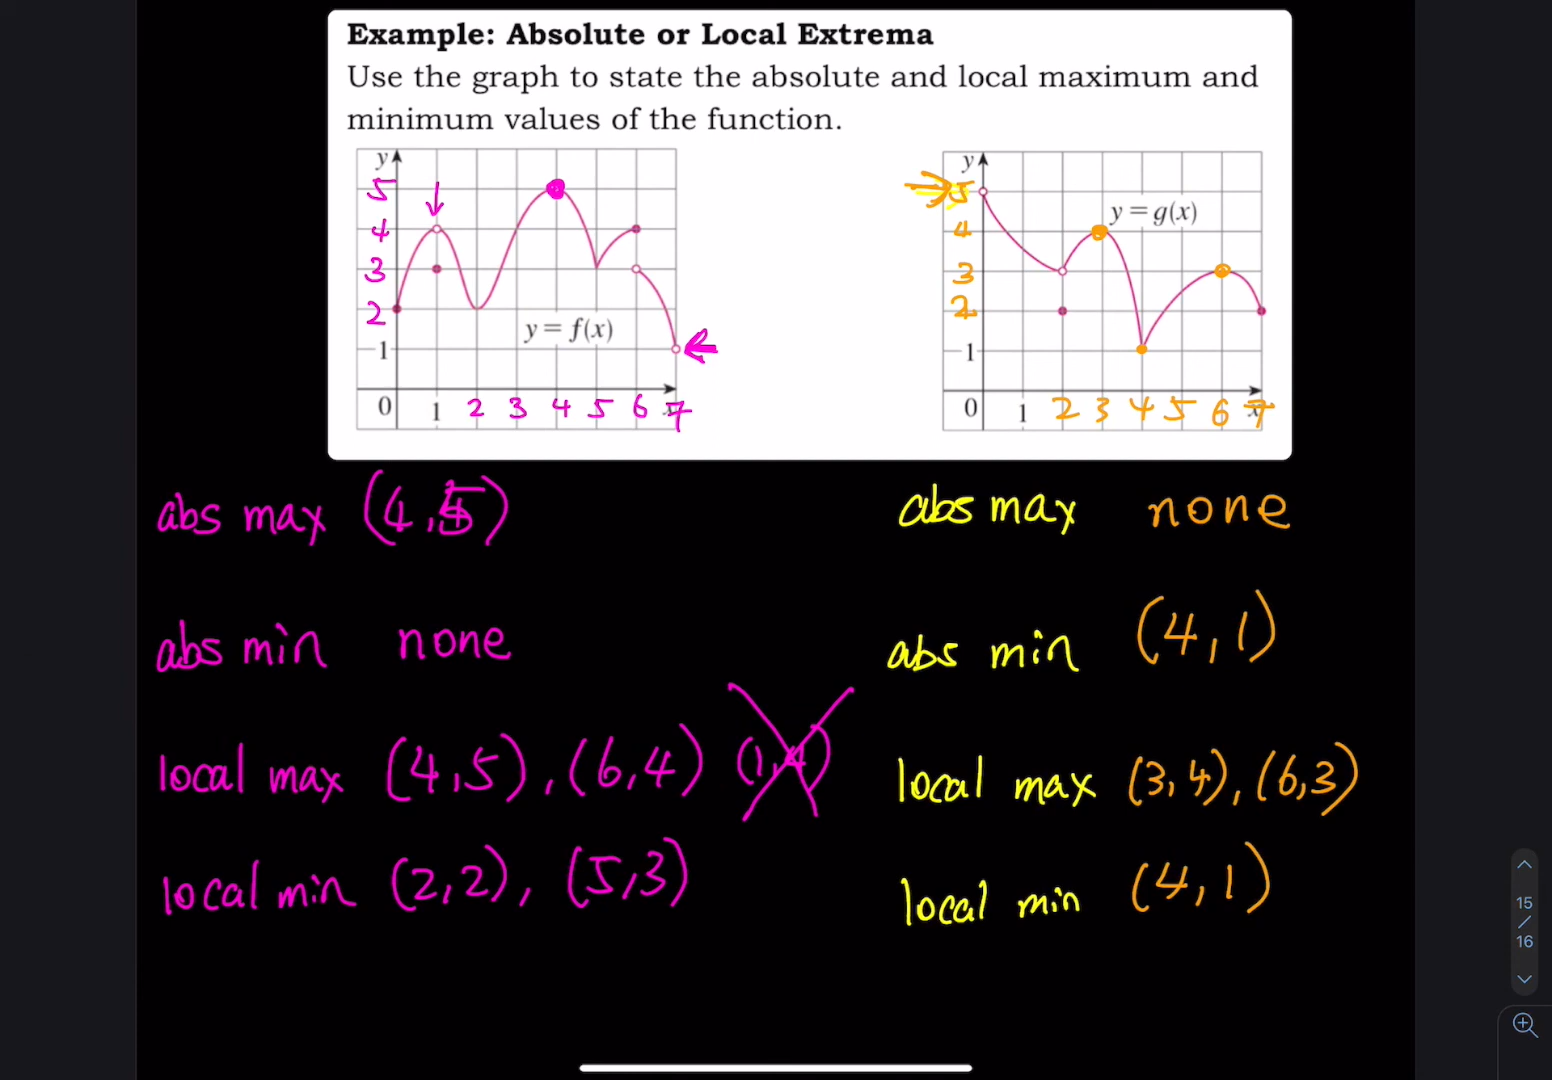 Example: Absolute or Local Extrema
Use the graph to state the absolute and local maximum and
minimum values of the function.
y
5
4
3
2
1
y = f(x)
0 1 2 3 4 5 6 7
y
5
4
3
2
1
y = g(x)
0 1 2 3 4 5 6 7
x
abs max (4,5)
abs min none
local max (4,5), (6,4) (1,4)
local min (2,2), (5,3)
abs max none
abs min (4,1)
local max (3,4), (6,3)
local min (4,1)
15
/
16